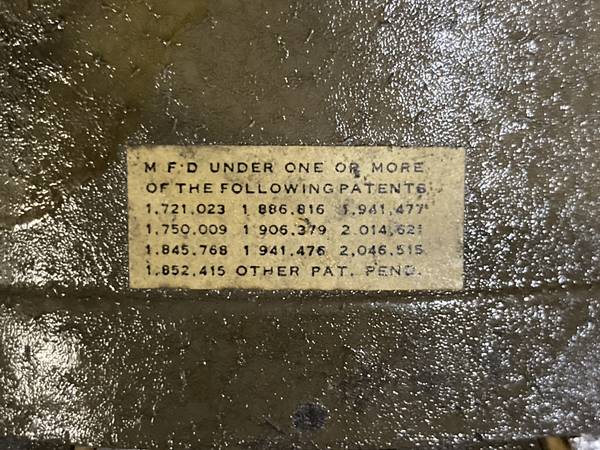 MF'D UNDER ONE OR MORE
OF THE FOLLOWING PATENTS
1,721,023 1,886,816 1,941,477
1,750,009 1,906,379 2,014,621
1,845,768 1,941,476 2,046,515
1,852,415 OTHER PAT. PEND.